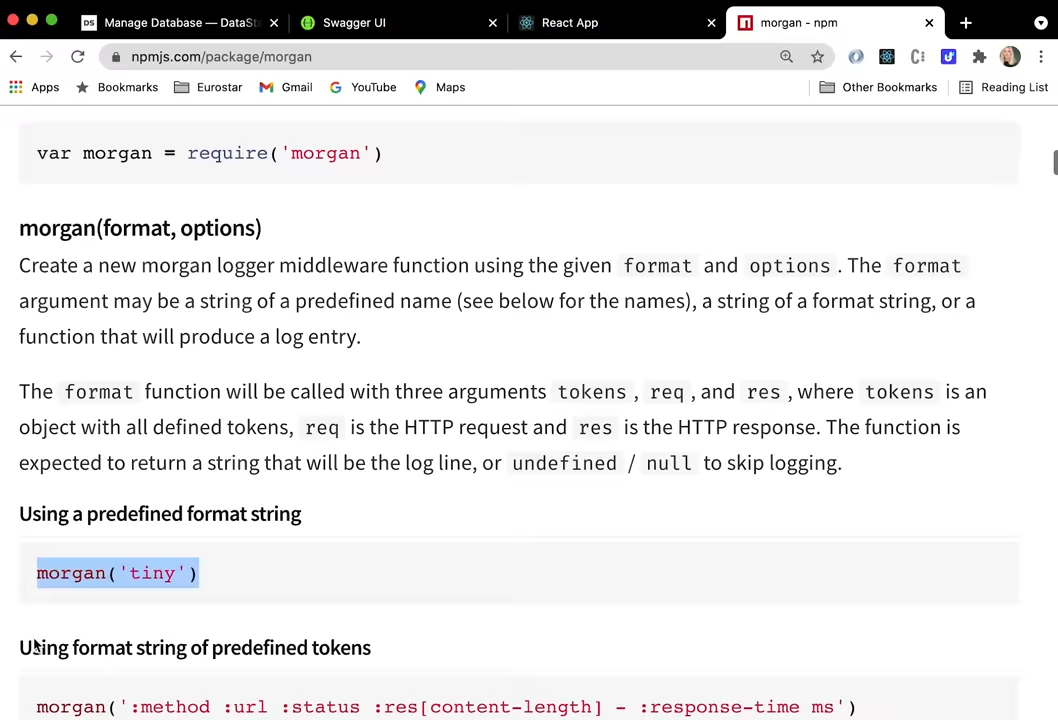 Manage Database — DataSta
Swagger UI
React App
morgan - npm
npmjs.com/package/morgan
Apps
Bookmarks
Eurostar
Gmail
YouTube
Maps
Other Bookmarks
Reading List
var morgan = require('morgan')
morgan(format, options)
Create a new morgan logger middleware function using the given format and options. The format
argument may be a string of a predefined name (see below for the names), a string of a format string, or a
function that will produce a log entry.
The format function will be called with three arguments tokens, req, and res, where tokens is an
object with all defined tokens, req is the HTTP request and res is the HTTP response. The function is
expected to return a string that will be the log line, or undefined / null to skip logging.
Using a predefined format string
morgan('tiny')
Using format string of predefined tokens
morgan(':method :url :status :res[content-length] - :response-time ms')